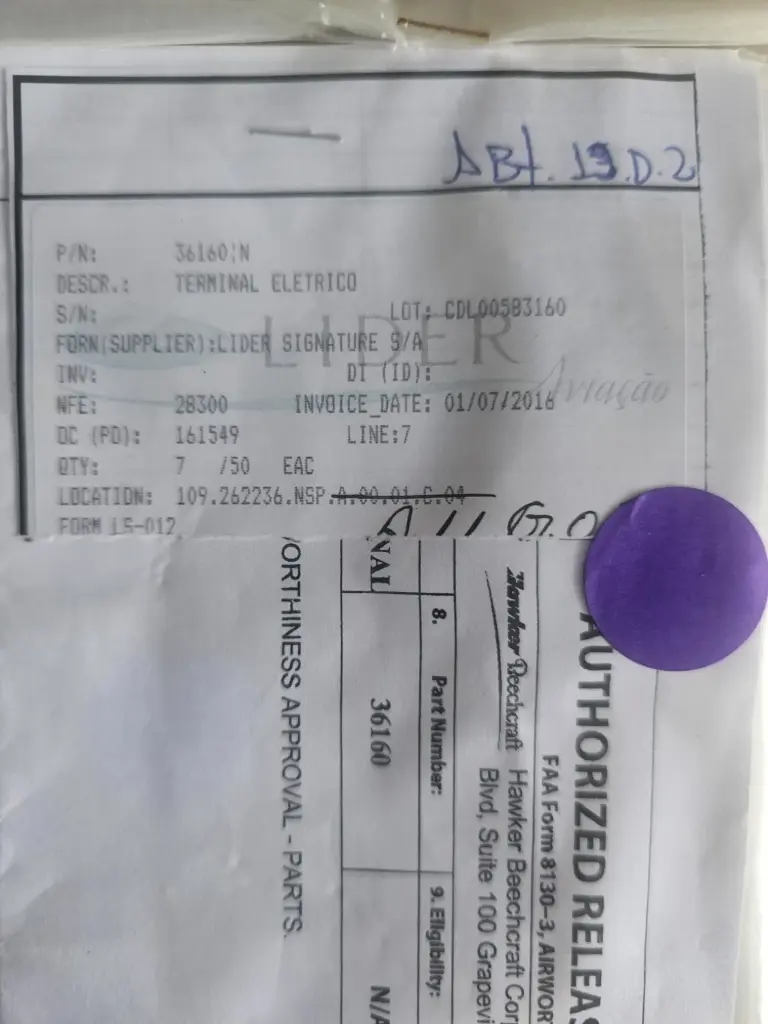 ABT. 19.D.2
P/N: 36160¦N
DESCR.: TERMINAL ELETRICO
S/N: LOT: CDL00583160
FORN(SUPPLIER):LIDER SIGNATURE S/A
LIDER
Aviação
INV: DI (ID):
NFE: 28300 INVOICE_DATE: 01/07/2016
OC (PO): 161549 LINE:7
QTY: 7 /50 EAC
LOCATION: 109.262236.NSP.A.00.01.C.04
FORM LS-012
AUTHORIZED RELEAS
FAA Form 8130-3, AIRWOR
Hawker Beechcraft Hawker Beechcraft Corp
Blvd, Suite 100 Grapevi
8. Part Number: 9. Eligibility:
NAL 36160 N/A
ORTHINESS APPROVAL - PARTS.